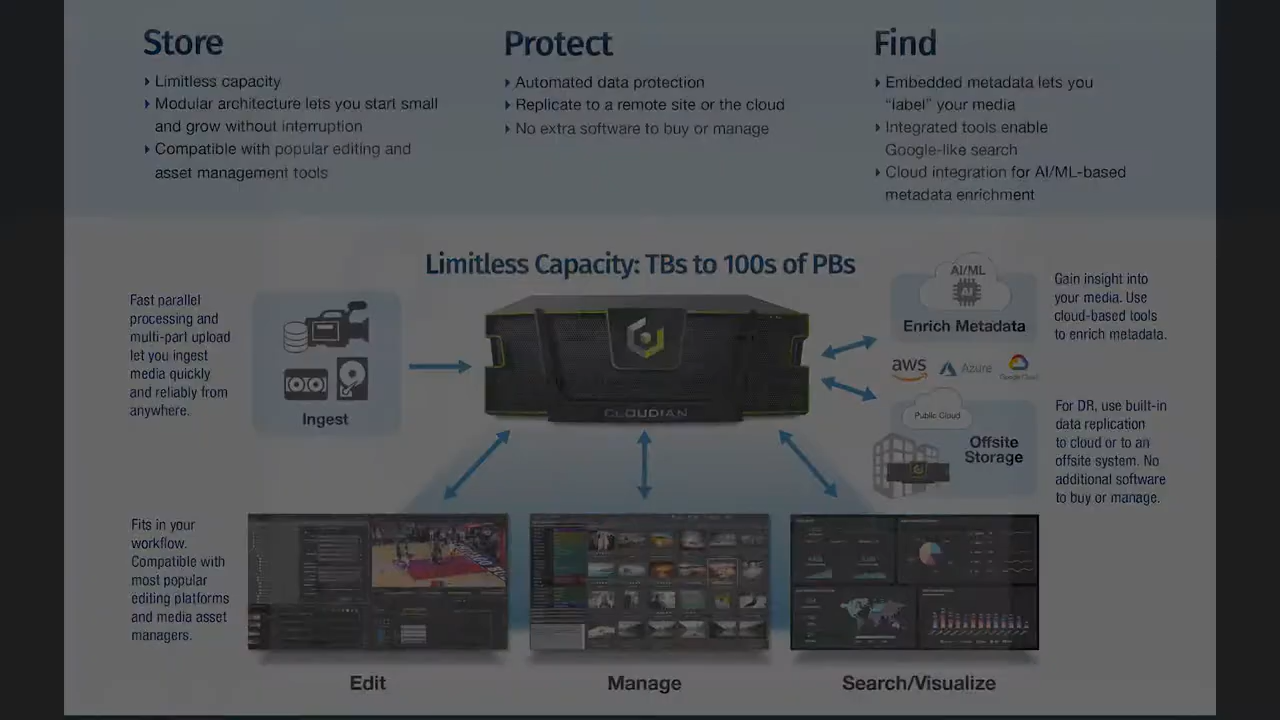 Store
Limitless capacity
Modular architecture lets you start small
and grow without interruption
Compatible with popular editing and
asset management tools
Protect
Automated data protection
Replicate to a remote site or the cloud
No extra software to buy or manage
Find
Embedded metadata lets you
“label” your media
Integrated tools enable
Google-like search
Cloud integration for AI/ML-based
metadata enrichment
Limitless Capacity: TBs to 100s of PBs
Fast parallel
processing and
multi-part upload
let you ingest
media quickly
and reliably from
anywhere.
Ingest
CLOUDIAN
AI/ML
AI
Enrich Metadata
Gain insight into
your media. Use
cloud-based tools
to enrich metadata.
aws
Azure
Google Cloud
Public Cloud
Offsite
Storage
For DR, use built-in
data replication
to cloud or to an
offsite system. No
additional software
to buy or manage.
Fits in your
workflow.
Compatible with
most popular
editing platforms
and media asset
managers.
Edit
Manage
Search/Visualize